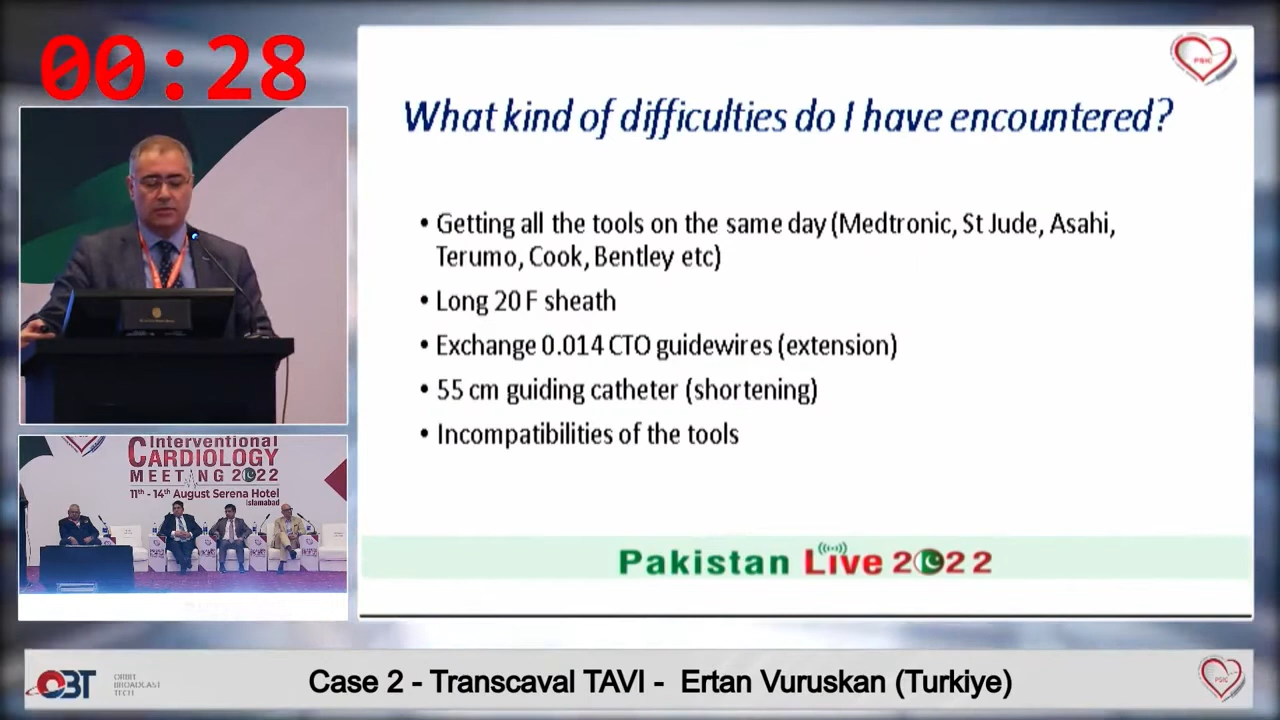 00:28
PSIC
What kind of difficulties do I have encountered?
• Getting all the tools on the same day (Medtronic, St Jude, Asahi,
Terumo, Cook, Bentley etc)
• Long 20 F sheath
• Exchange 0.014 CTO guidewires (extension)
• 55 cm guiding catheter (shortening)
• Incompatibilities of the tools
Interventional
CARDIOLOGY
MEETING 2022
11th - 14th August Serena Hotel
Islamabad
Pakistan Live 2022
OBT
ORBIT
BROADCAST
TECH
Case 2 - Transcaval TAVI - Ertan Vuruskan (Turkiye)
PSIC